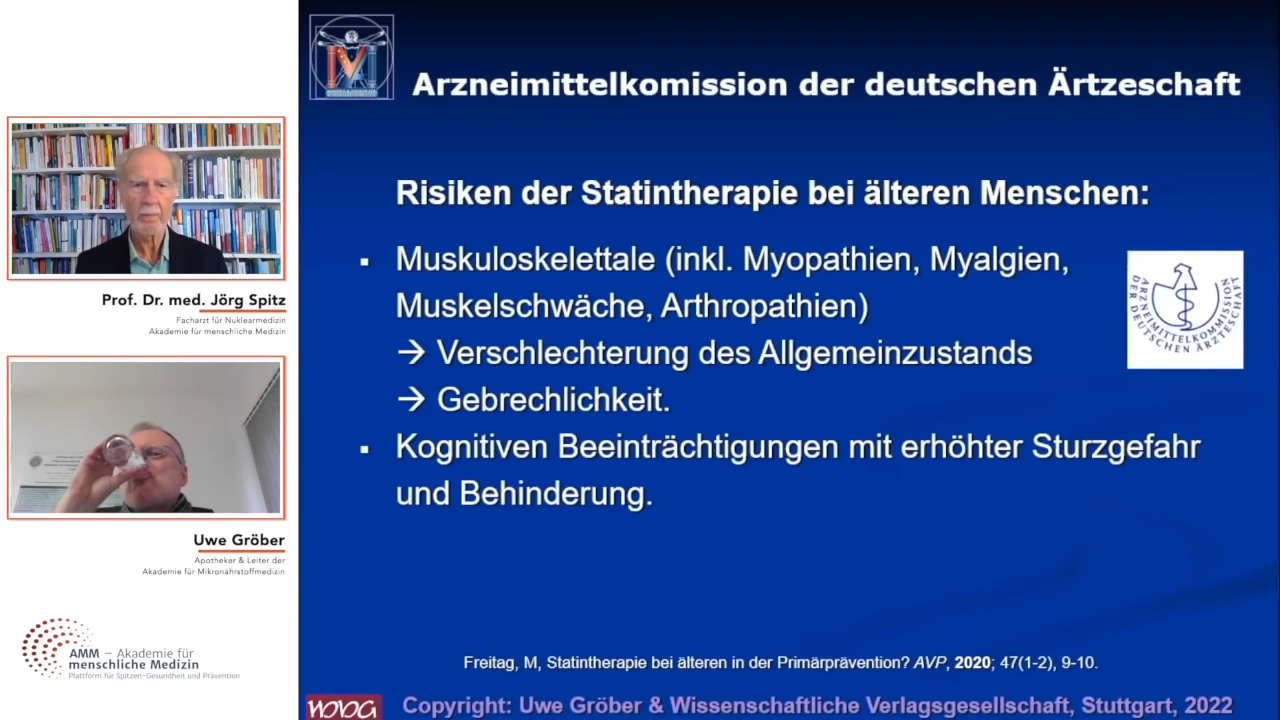 Arzneimittelkomission der deutschen Ärtzeschaft
Risiken der Statintherapie bei älteren Menschen:
▪ Muskuloskelettale (inkl. Myopathien, Myalgien,
Muskelschwäche, Arthropathien)
→ Verschlechterung des Allgemeinzustands
→ Gebrechlichkeit.
▪ Kognitiven Beeinträchtigungen mit erhöhter Sturzgefahr
und Behinderung.
ARZNEIMITTELKOMMISSION
DER DEUTSCHEN ÄRZTESCHAFT
Freitag, M, Statintherapie bei älteren in der Primärprävention? AVP, 2020; 47(1-2), 9-10.
Copyright: Uwe Gröber & Wissenschaftliche Verlagsgesellschaft, Stuttgart, 2022
Prof. Dr. med. Jörg Spitz
Facharzt für Nuklearmedizin
Akademie für menschliche Medizin
Uwe Gröber
Apotheker & Leiter der
Akademie für Mikronährstoffmedizin
AMM – Akademie für
menschliche Medizin
Plattform für Spitzen-Gesundheit und Prävention